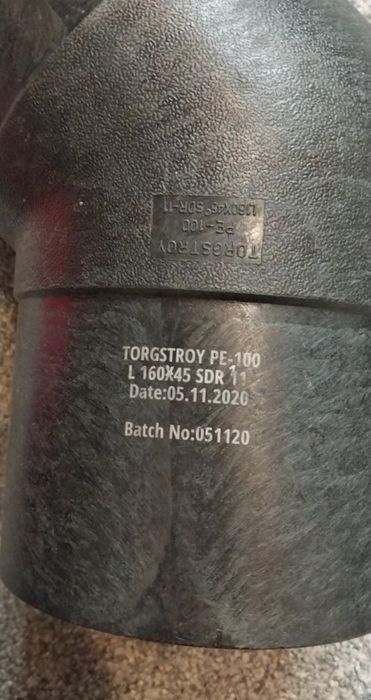 TORGSTROY
PE-100
L160X45° SDR-11
TORGSTROY PE-100
L 160X45 SDR 11
Date:05.11.2020
Batch No:051120